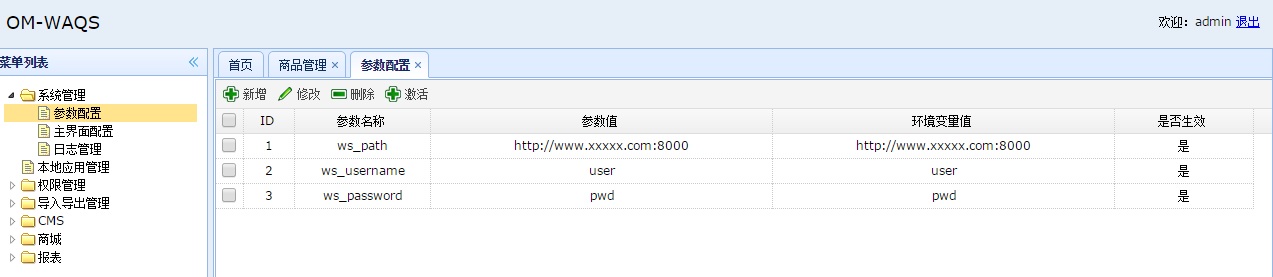 OM-WAQS
欢迎：admin 退出
菜单列表
首页 商品管理 参数配置
系统管理
参数配置
主界面配置
日志管理
本地应用管理
权限管理
导入导出管理
CMS
商城
报表
新增 修改 删除 激活
ID 参数名称 参数值 环境变量值 是否生效
1 ws_path http://www.xxxxx.com:8000 http://www.xxxxx.com:8000 是
2 ws_username user user 是
3 ws_password pwd pwd 是